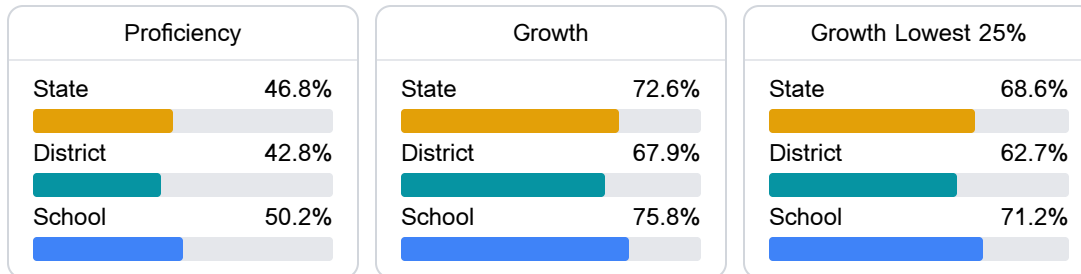 Proficiency
State 46.8%
District 42.8%
School 50.2%
Growth
State 72.6%
District 67.9%
School 75.8%
Growth Lowest 25%
State 68.6%
District 62.7%
School 71.2%